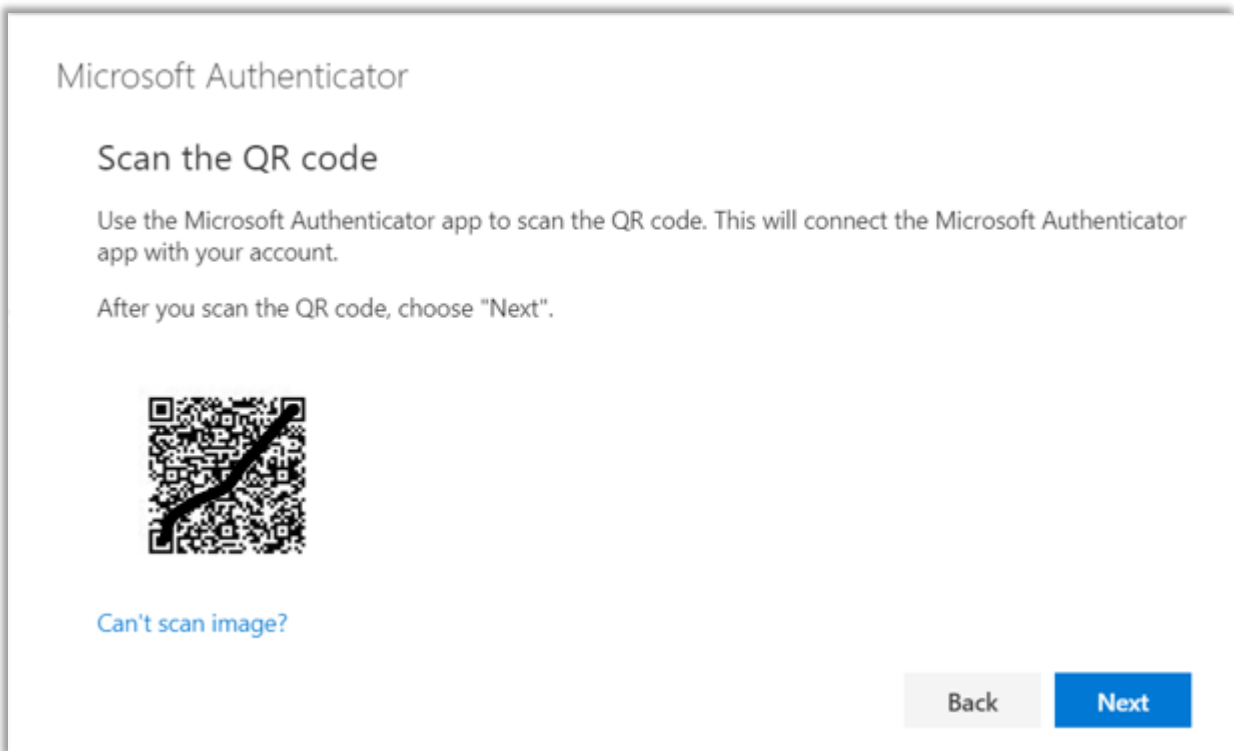 Microsoft Authenticator
Scan the QR code
Use the Microsoft Authenticator app to scan the QR code. This will connect the Microsoft Authenticator
app with your account.
After you scan the QR code, choose "Next".
Can't scan image?
Back
Next